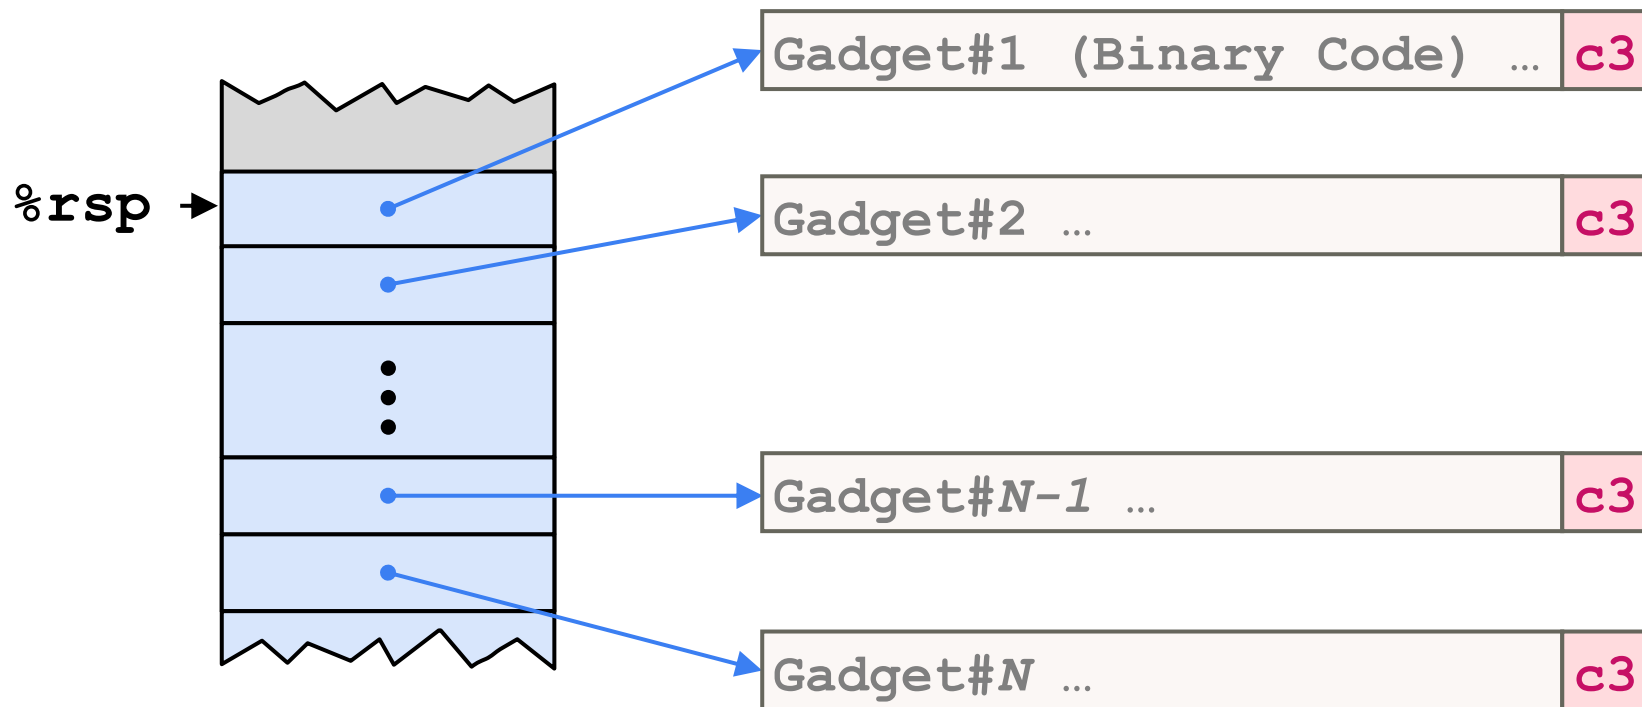 Gadget#1 (Binary Code) … c3
%rsp
Gadget#2 … c3
Gadget#N-1 … c3
Gadget#N … c3